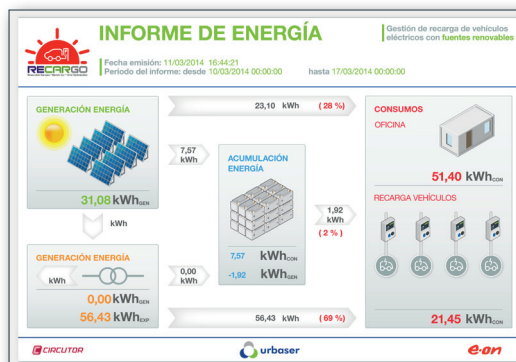 INFORME DE ENERGÍA
Gestión de recarga de vehículos
eléctricos con fuentes renovables
RECARGO
Fecha emisión: 11/03/2014 16:44:21
Periodo del informe: desde 10/03/2014 00:00:00 hasta 17/03/2014 00:00:00
GENERACIÓN ENERGÍA
31,08 kWhGEN
23,10 kWh (28 %)
7,57
kWh
kWh
ACUMULACIÓN
ENERGÍA
7,57 kWhCON
-1,92 kWhGEN
1,92
kWh
(2 %)
GENERACIÓN ENERGÍA
kWh
0,00 kWhGEN
56,43 kWhEXP
0,00
kWh
56,43 kWh (69 %)
CONSUMOS
OFICINA
51,40 kWhCON
RECARGA VEHÍCULOS
21,45 kWhCON
CIRCUTOR
urbaser
e·on